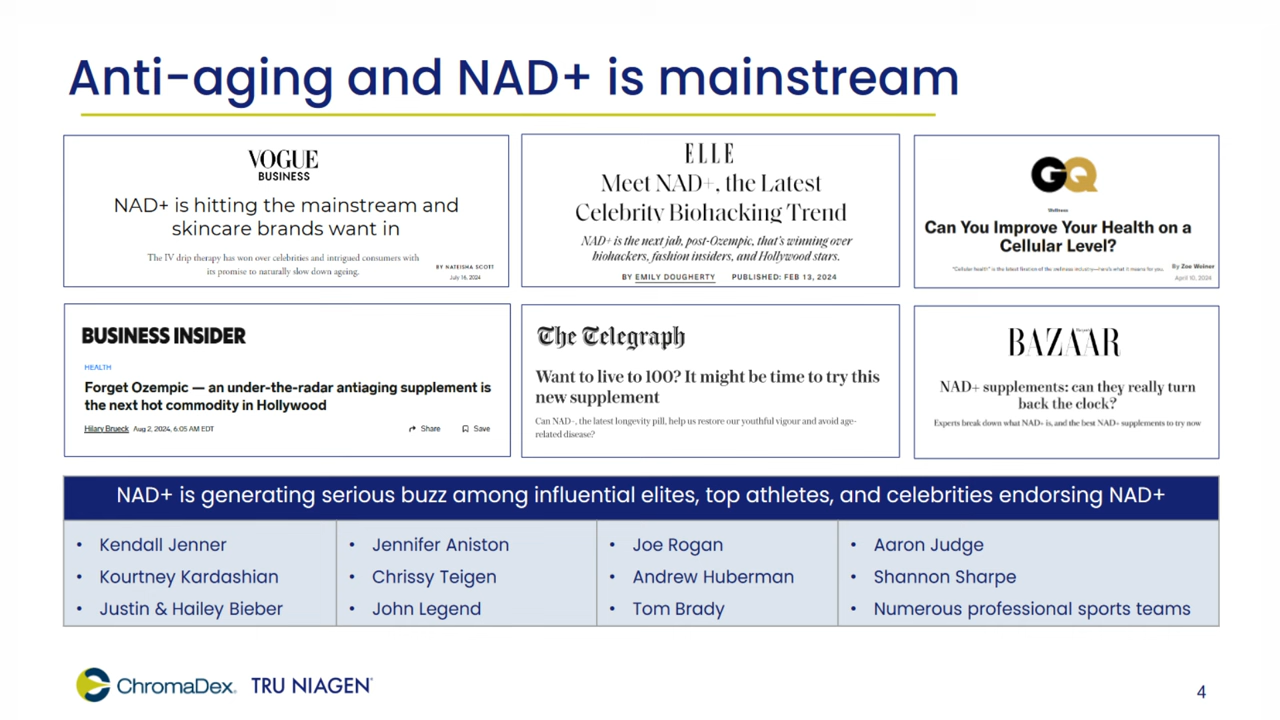 Anti-aging and NAD+ is mainstream
VOGUE
BUSINESS
NAD+ is hitting the mainstream and
skincare brands want in
The IV drip therapy has won over celebrities and intrigued consumers with
its promise to naturally slow down ageing.
BY NATEISHA SCOTT
July 16, 2024
ELLE
Meet NAD+, the Latest
Celebrity Biohacking Trend
NAD+ is the next jab, post-Ozempic, that's winning over
biohackers, fashion insiders, and Hollywood stars.
BY EMILY DOUGHERTY PUBLISHED: FEB 13, 2024
GQ
Wellness
Can You Improve Your Health on a
Cellular Level?
"Cellular health" is the latest fixation of the wellness industry—here's what it means for you.
By Zoe Weiner
April 10, 2024
BUSINESS INSIDER
HEALTH
Forget Ozempic — an under-the-radar antiaging supplement is
the next hot commodity in Hollywood
Hilary Brueck Aug 2, 2024, 6:05 AM EDT Share Save
The Telegraph
Want to live to 100? It might be time to try this
new supplement
Can NAD+, the latest longevity pill, help us restore our youthful vigour and avoid age-
related disease?
BAZAAR
NAD+ supplements: can they really turn
back the clock?
Experts break down what NAD+ is, and the best NAD+ supplements to try now
NAD+ is generating serious buzz among influential elites, top athletes, and celebrities endorsing NAD+
• Kendall Jenner
• Kourtney Kardashian
• Justin & Hailey Bieber
• Jennifer Aniston
• Chrissy Teigen
• John Legend
• Joe Rogan
• Andrew Huberman
• Tom Brady
• Aaron Judge
• Shannon Sharpe
• Numerous professional sports teams
ChromaDex® TRU NIAGEN®
4